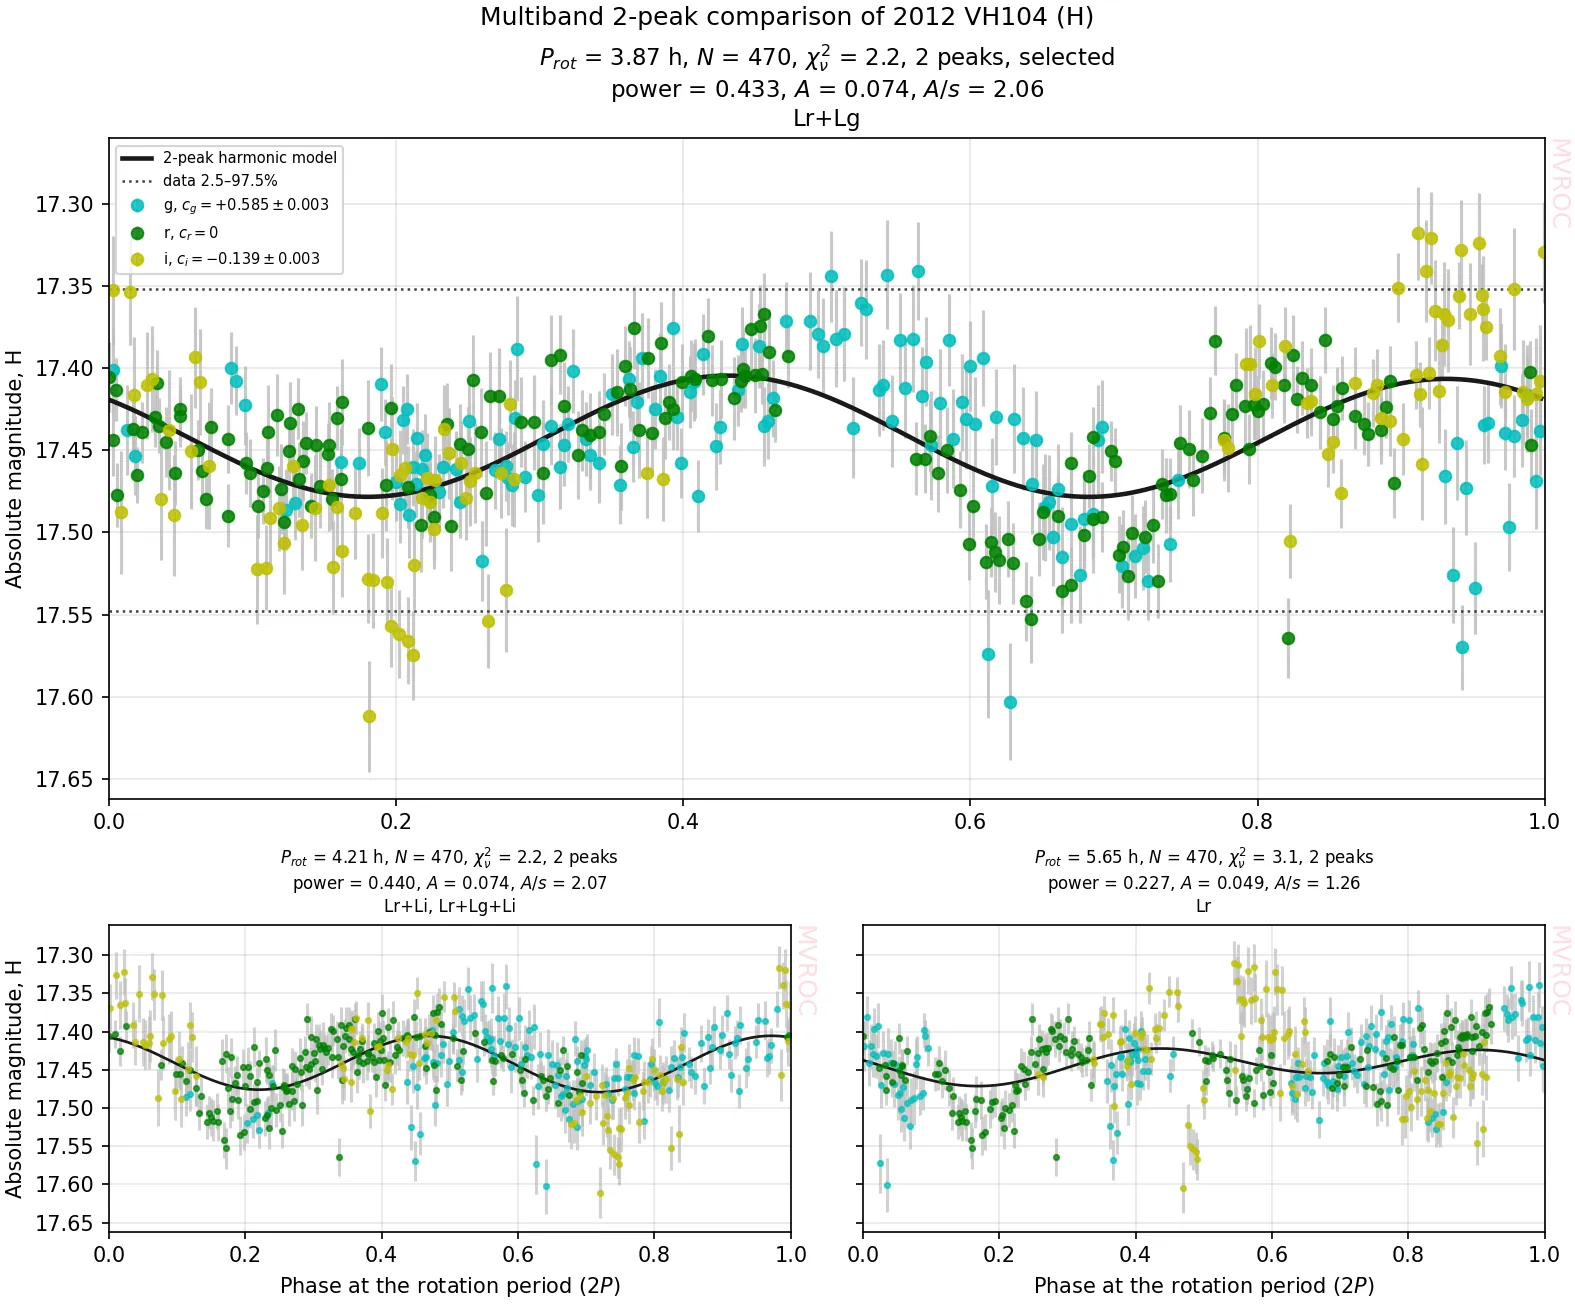 Multiband 2-peak comparison of 2012 VH104 (H)
P_rot = 3.87 h, N = 470, χ²_ν = 2.2, 2 peaks, selected
power = 0.433, A = 0.074, A/s = 2.06
Lr+Lg
2-peak harmonic model
data 2.5–97.5%
g, c_g = +0.585 ± 0.003
r, c_r = 0
i, c_i = −0.139 ± 0.003
MVROC
Absolute magnitude, H
17.30
17.35
17.40
17.45
17.50
17.55
17.60
17.65
0.0 0.2 0.4 0.6 0.8 1.0
P_rot = 4.21 h, N = 470, χ²_ν = 2.2, 2 peaks
power = 0.440, A = 0.074, A/s = 2.07
Lr+Li, Lr+Lg+Li
MVROC
Absolute magnitude, H
17.30
17.35
17.40
17.45
17.50
17.55
17.60
17.65
0.0 0.2 0.4 0.6 0.8 1.0
Phase at the rotation period (2P)
P_rot = 5.65 h, N = 470, χ²_ν = 3.1, 2 peaks
power = 0.227, A = 0.049, A/s = 1.26
Lr
MVROC
0.0 0.2 0.4 0.6 0.8 1.0
Phase at the rotation period (2P)